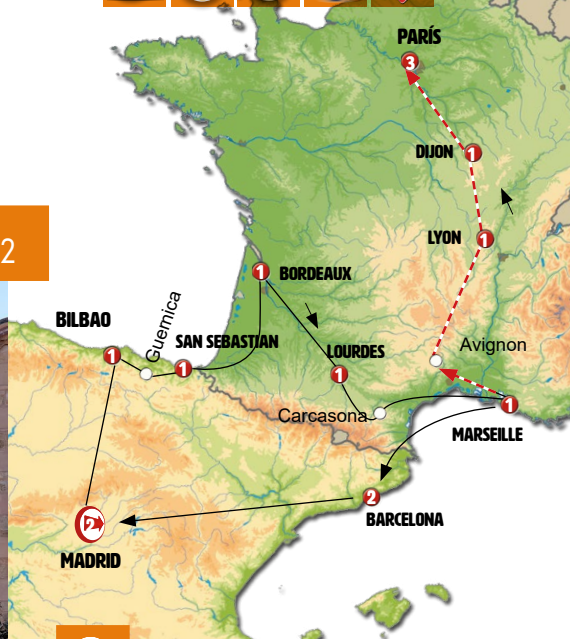 PARÍS
3
DIJON
1
2
LYON
1
1
BORDEAUX
BILBAO
1
Guernica
SAN SEBASTIAN
1
LOURDES
1
Avignon
Carcasona
1
MARSEILLE
2
BARCELONA
2
MADRID